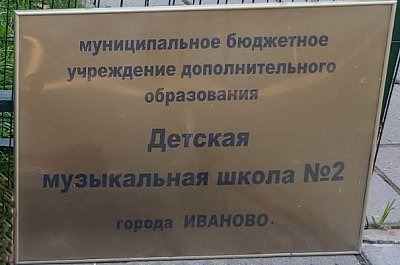 муниципальное бюджетное
учреждение дополнительного
образования
Детская
музыкальная школа №2
города ИВАНОВО